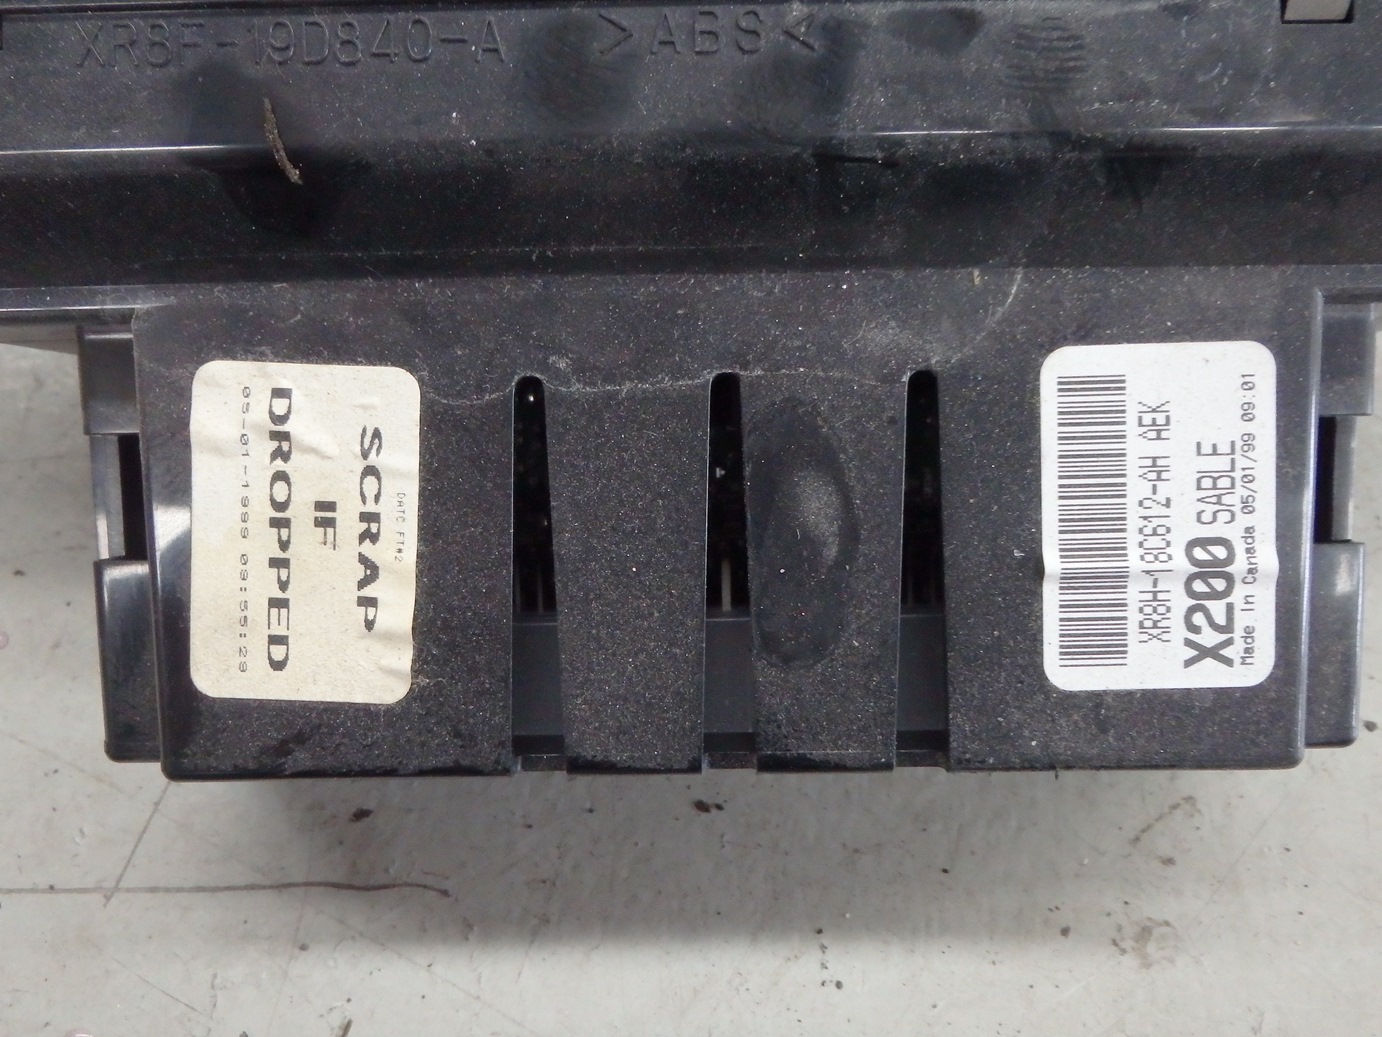 XR8F-19D840-A >ABS<
DATC FT#2
SCRAP
IF
DROPPED
05-01-1999 09:55:29
XR8H-18C612-AH AEK
X200 SABLE
Made In Canada 05/01/99 09:01